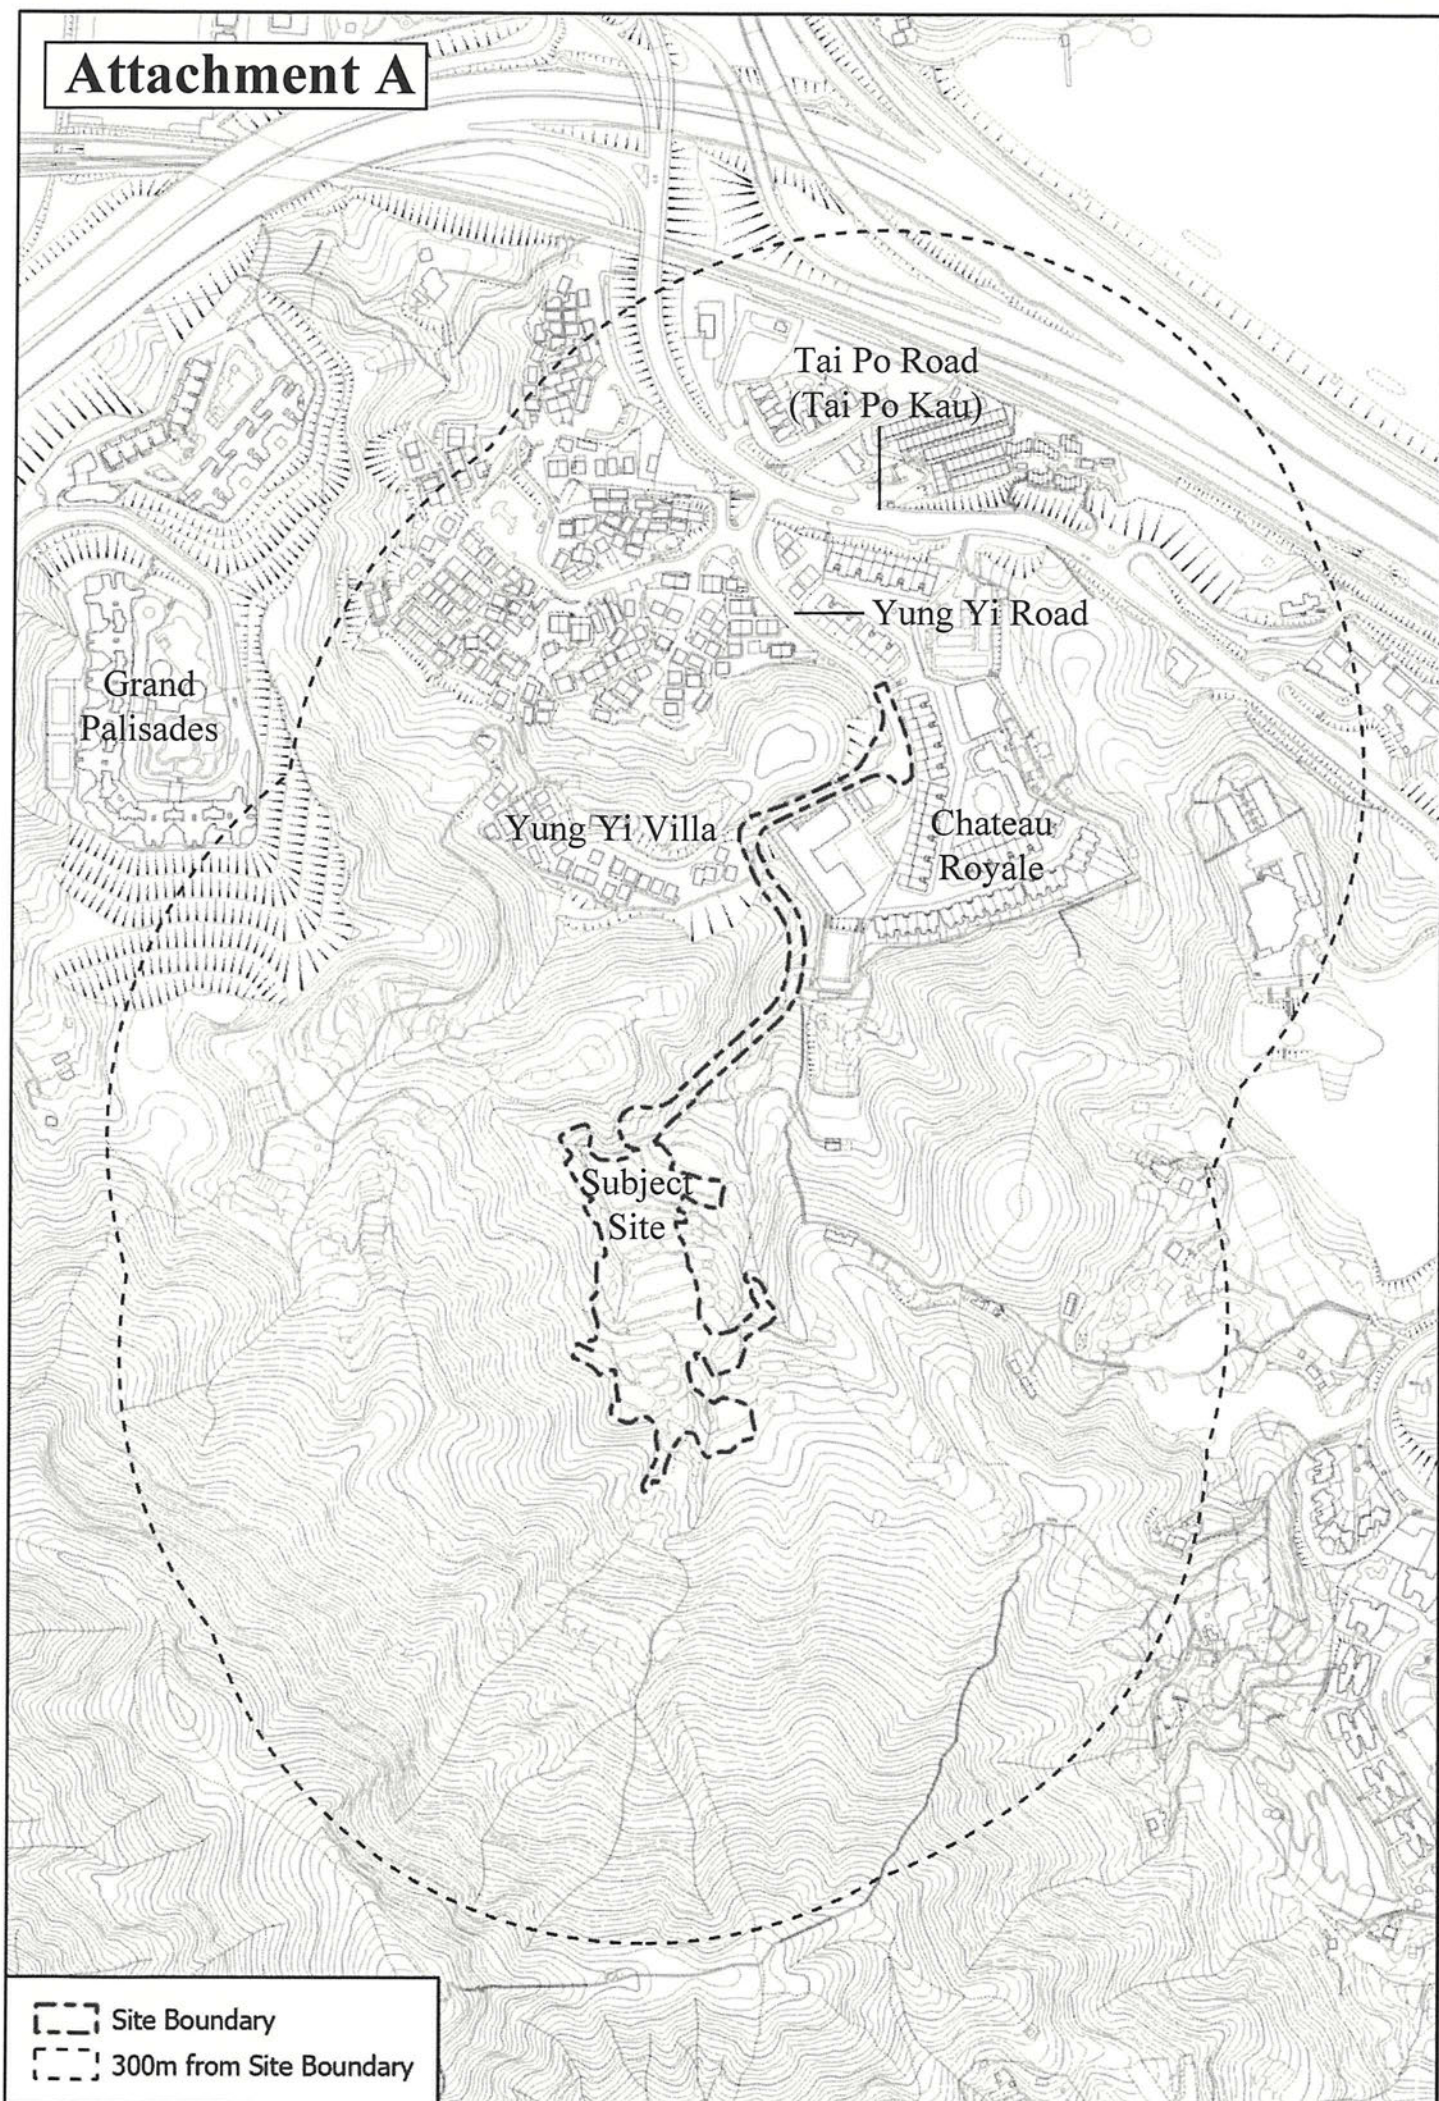 Attachment A
Tai Po Road
(Tai Po Kau)
Yung Yi Road
Grand
Palisades
Yung Yi Villa
Chateau
Royale
Subject
Site
Site Boundary
300m from Site Boundary